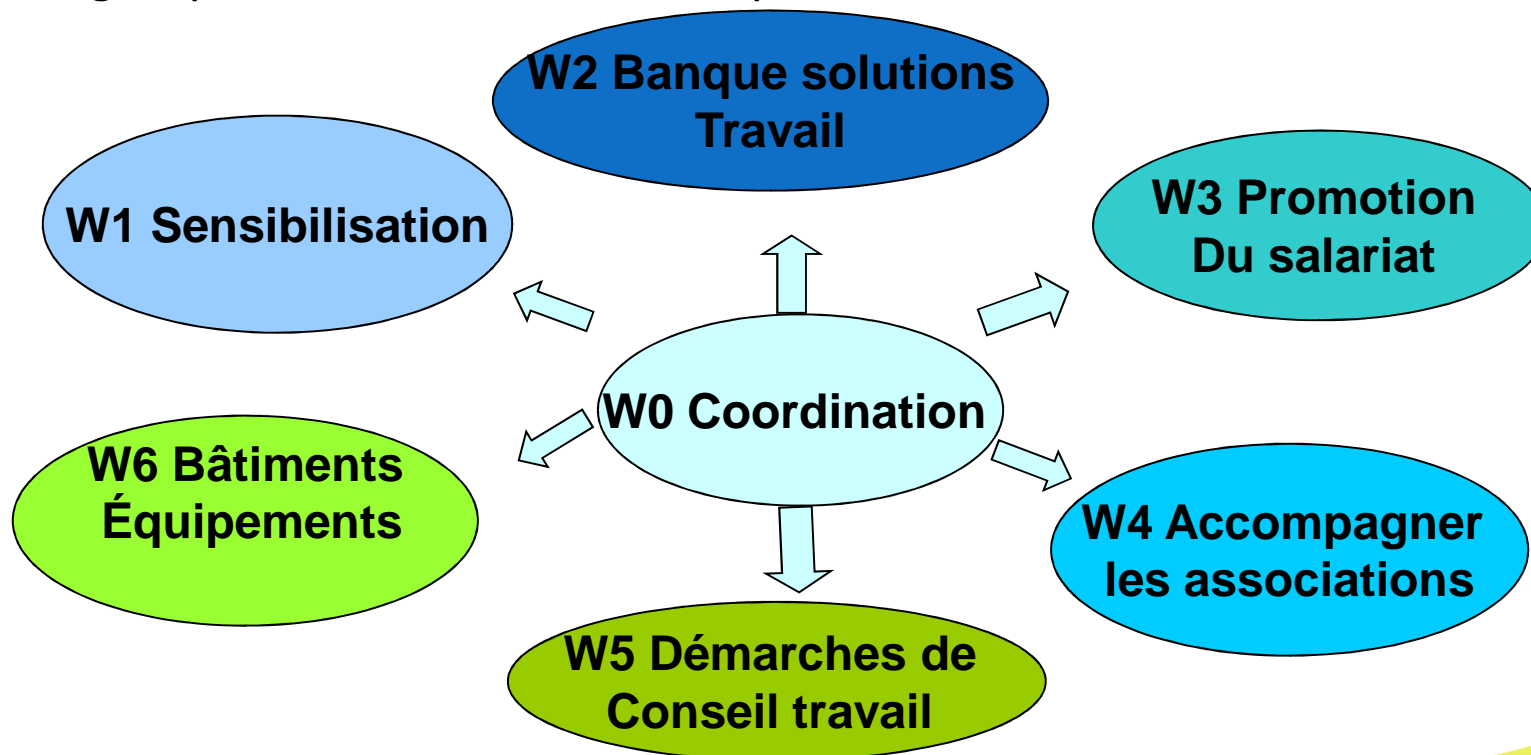 W2 Banque solutions
Travail
W1 Sensibilisation
W3 Promotion
Du salariat
W0 Coordination
W6 Bâtiments
Équipements
W4 Accompagner
les associations
W5 Démarches de
Conseil travail